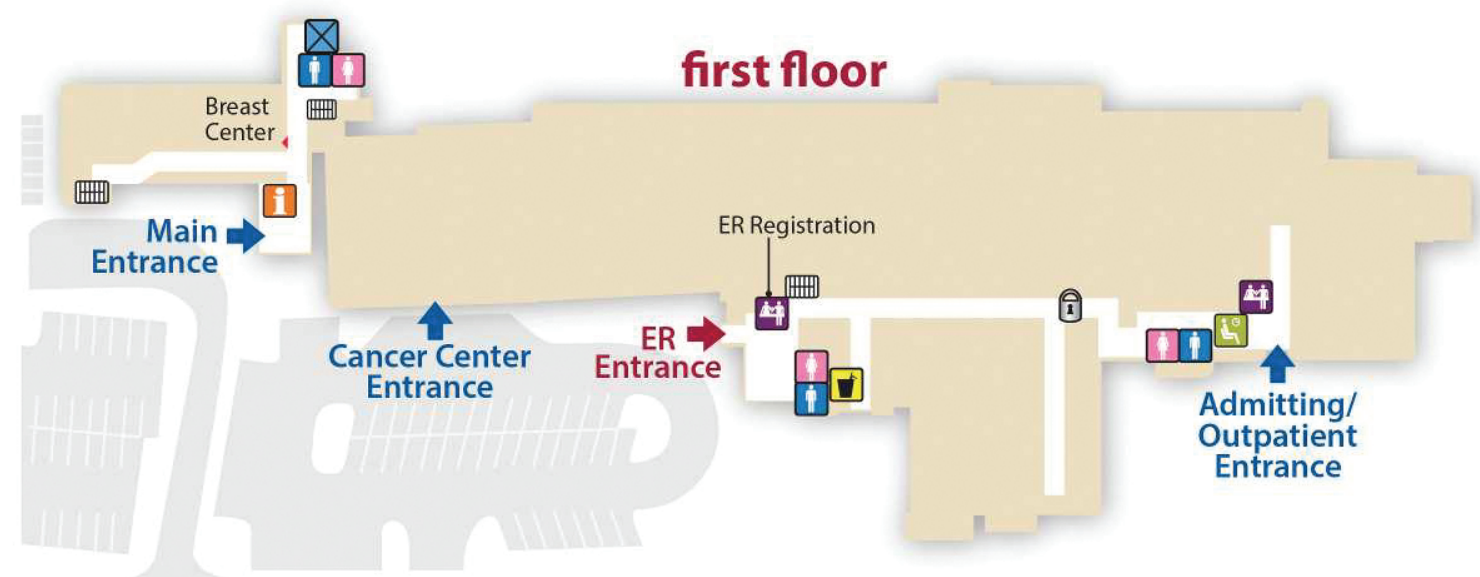 first floor
Breast
Center
i
Main
Entrance
ER Registration
Cancer Center
Entrance
ER
Entrance
Admitting/
Outpatient
Entrance